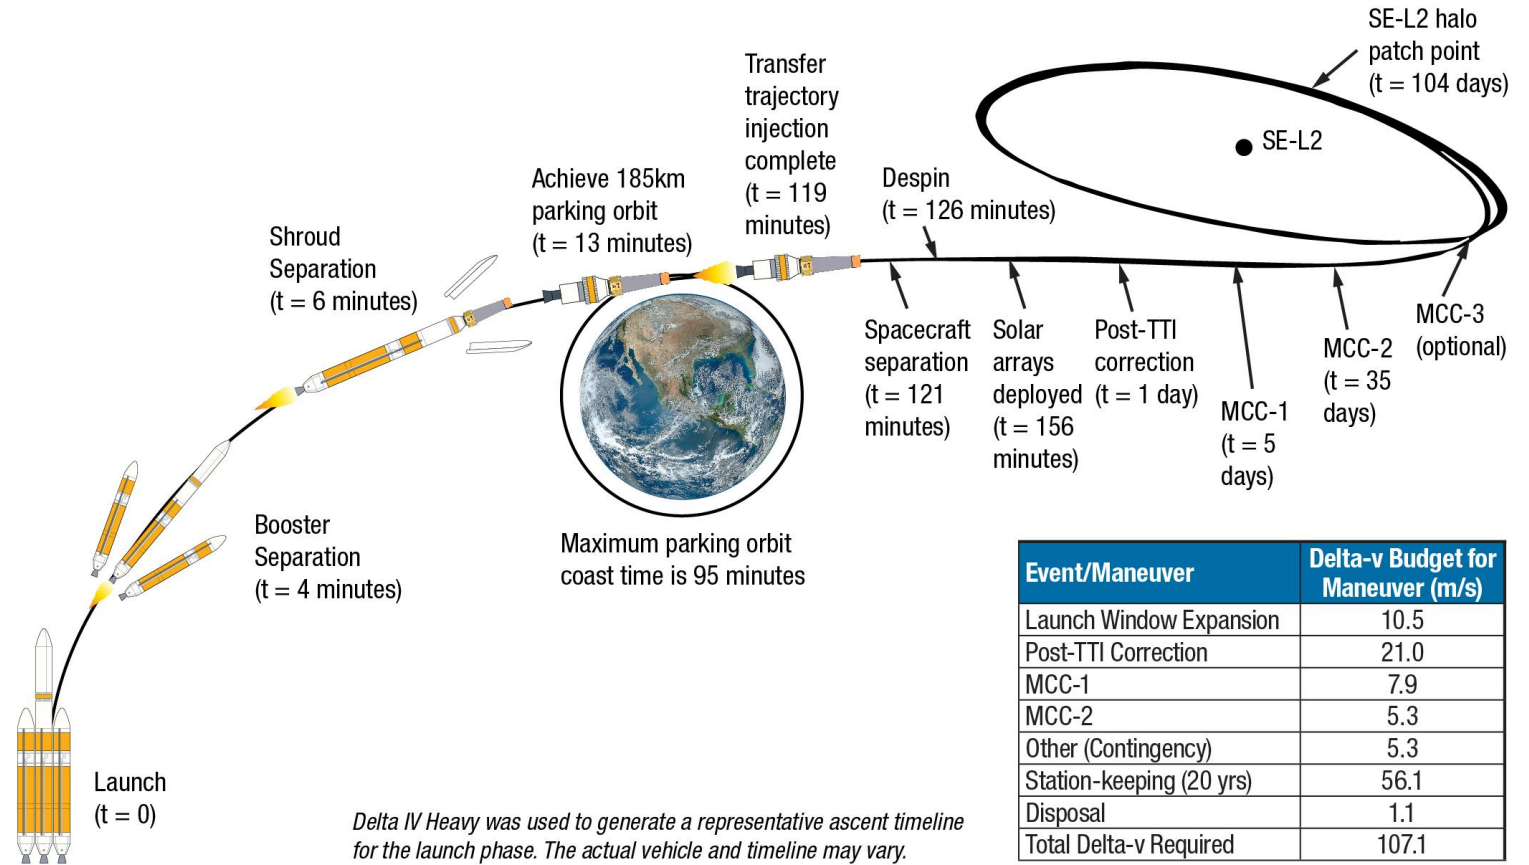 SE-L2 halo
patch point
(t = 104 days)
SE-L2
Transfer
trajectory
injection
complete
(t = 119
minutes)
Despin
(t = 126 minutes)
Achieve 185km
parking orbit
(t = 13 minutes)
Shroud
Separation
(t = 6 minutes)
Spacecraft
separation
(t = 121
minutes)
Solar
arrays
deployed
(t = 156
minutes)
Post-TTI
correction
(t = 1 day)
MCC-1
(t = 5
days)
MCC-2
(t = 35
days)
MCC-3
(optional)
Booster
Separation
(t = 4 minutes)
Maximum parking orbit
coast time is 95 minutes
Launch
(t = 0)
Delta IV Heavy was used to generate a representative ascent timeline
for the launch phase. The actual vehicle and timeline may vary.
Event/Maneuver Delta-v Budget for
Maneuver (m/s)
Launch Window Expansion 10.5
Post-TTI Correction 21.0
MCC-1 7.9
MCC-2 5.3
Other (Contingency) 5.3
Station-keeping (20 yrs) 56.1
Disposal 1.1
Total Delta-v Required 107.1